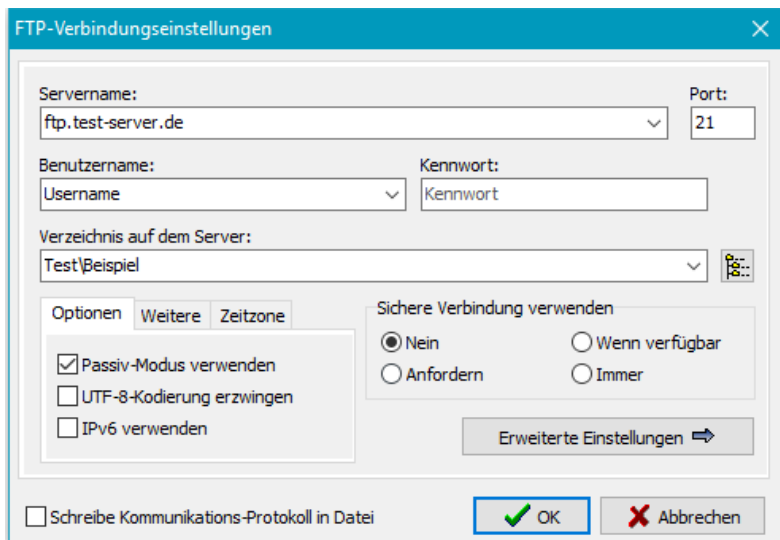 FTP-Verbindungseinstellungen
Servername: Port:
ftp.test-server.de 21
Benutzername: Kennwort:
Username Kennwort
Verzeichnis auf dem Server:
Test\Beispiel
Optionen Weitere Zeitzone
Passiv-Modus verwenden
UTF-8-Kodierung erzwingen
IPv6 verwenden
Sichere Verbindung verwenden
Nein Wenn verfügbar
Anfordern Immer
Erweiterte Einstellungen
Schreibe Kommunikations-Protokoll in Datei
OK Abbrechen